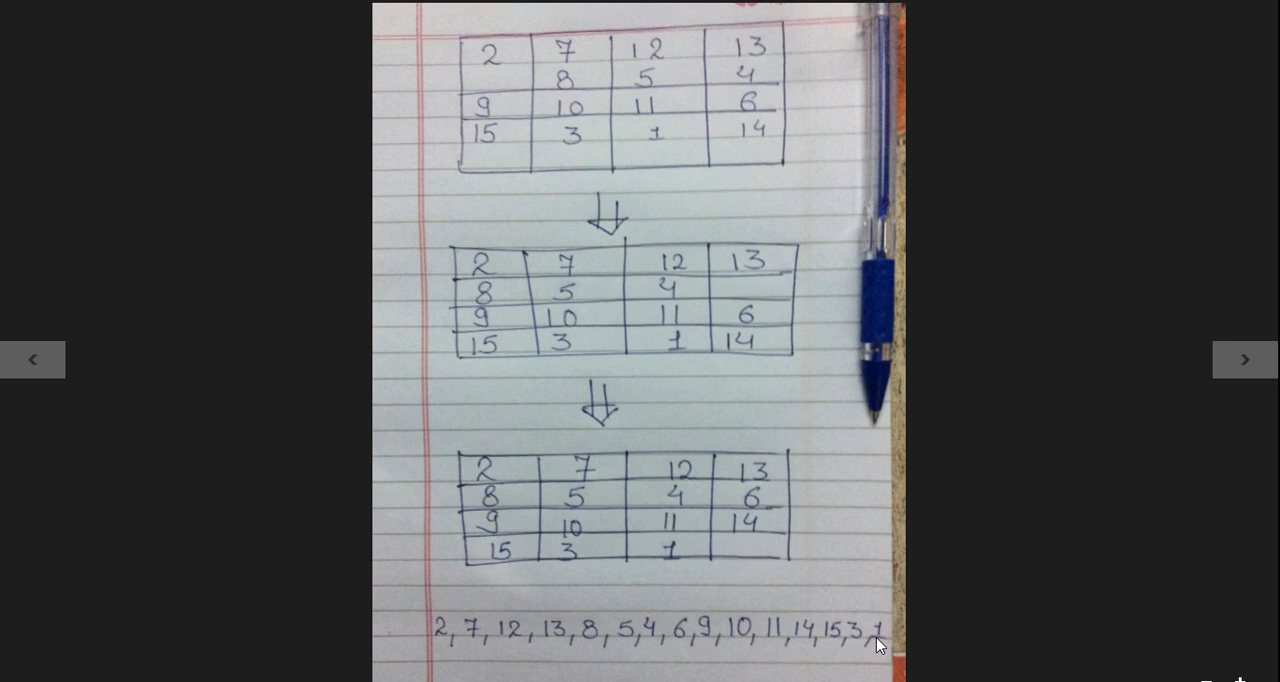 2 7 12 13
8 5 4
9 10 11 6
15 3 1 14
2 7 12 13
8 5 4
9 10 11 6
15 3 1 14
2 7 12 13
8 5 4 6
9 10 11 14
15 3 1
2, 7, 12, 13, 8, 5, 4, 6, 9, 10, 11, 14, 15, 3, 1